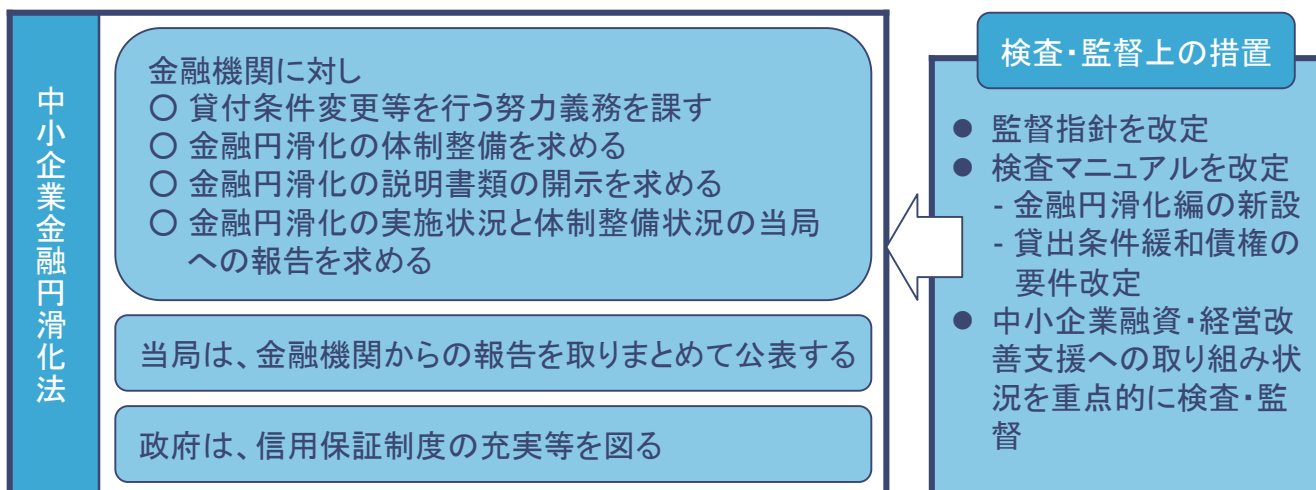 中小企業金融円滑化法
金融機関に対し
○ 貸付条件変更等を行う努力義務を課す
○ 金融円滑化の体制整備を求める
○ 金融円滑化の説明書類の開示を求める
○ 金融円滑化の実施状況と体制整備状況の当局
への報告を求める
当局は、金融機関からの報告を取りまとめて公表する
政府は、信用保証制度の充実等を図る
検査・監督上の措置
● 監督指針を改定
● 検査マニュアルを改定
- 金融円滑化編の新設
- 貸出条件緩和債権の
要件改定
● 中小企業融資・経営改
善支援への取り組み状
況を重点的に検査・監
督